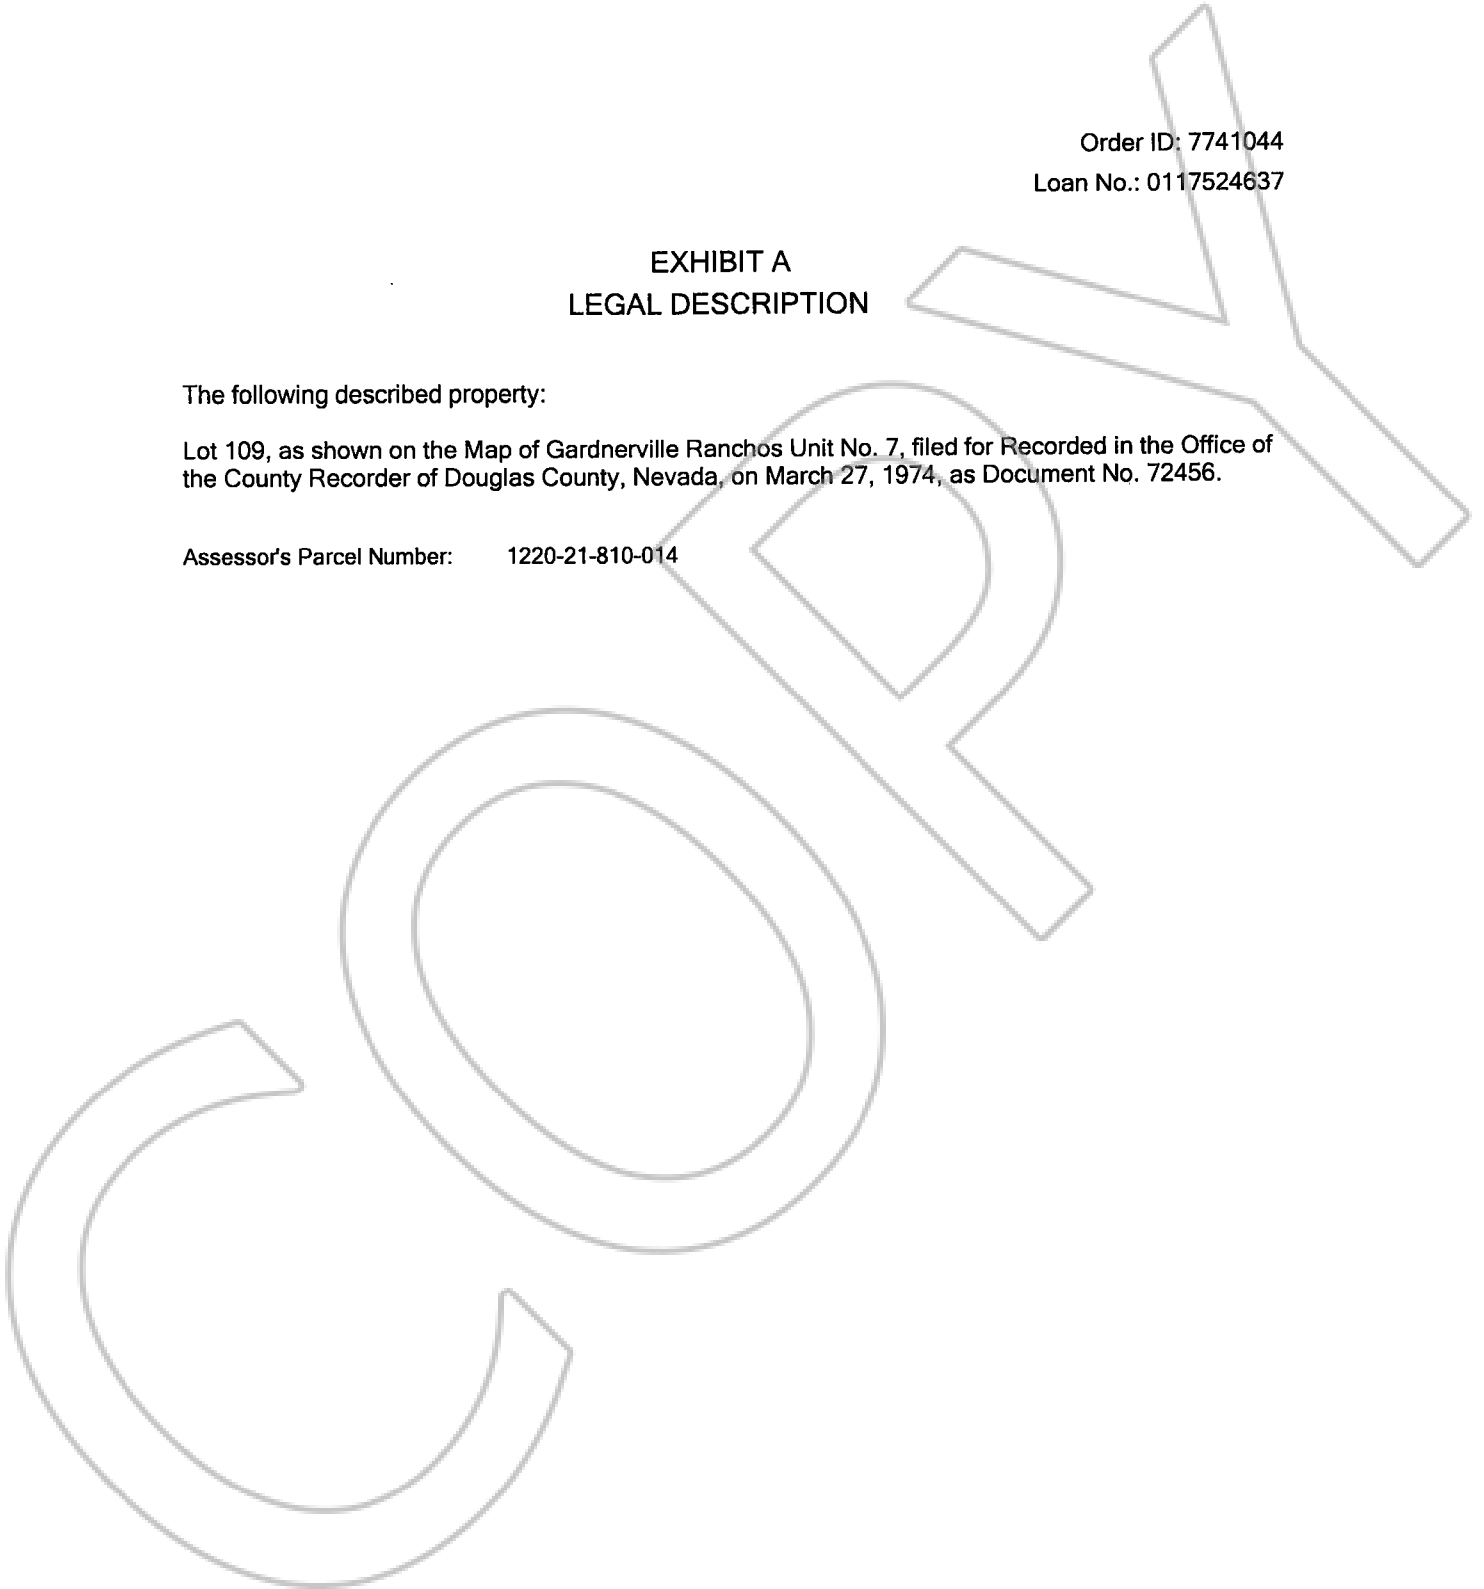 Order ID: 7741044
Loan No.: 0117524637
EXHIBIT A
LEGAL DESCRIPTION
The following described property:
Lot 109, as shown on the Map of Gardnerville Ranchos Unit No. 7, filed for Recorded in the Office of
the County Recorder of Douglas County, Nevada, on March 27, 1974, as Document No. 72456.
Assessor's Parcel Number: 1220-21-810-014
COPY